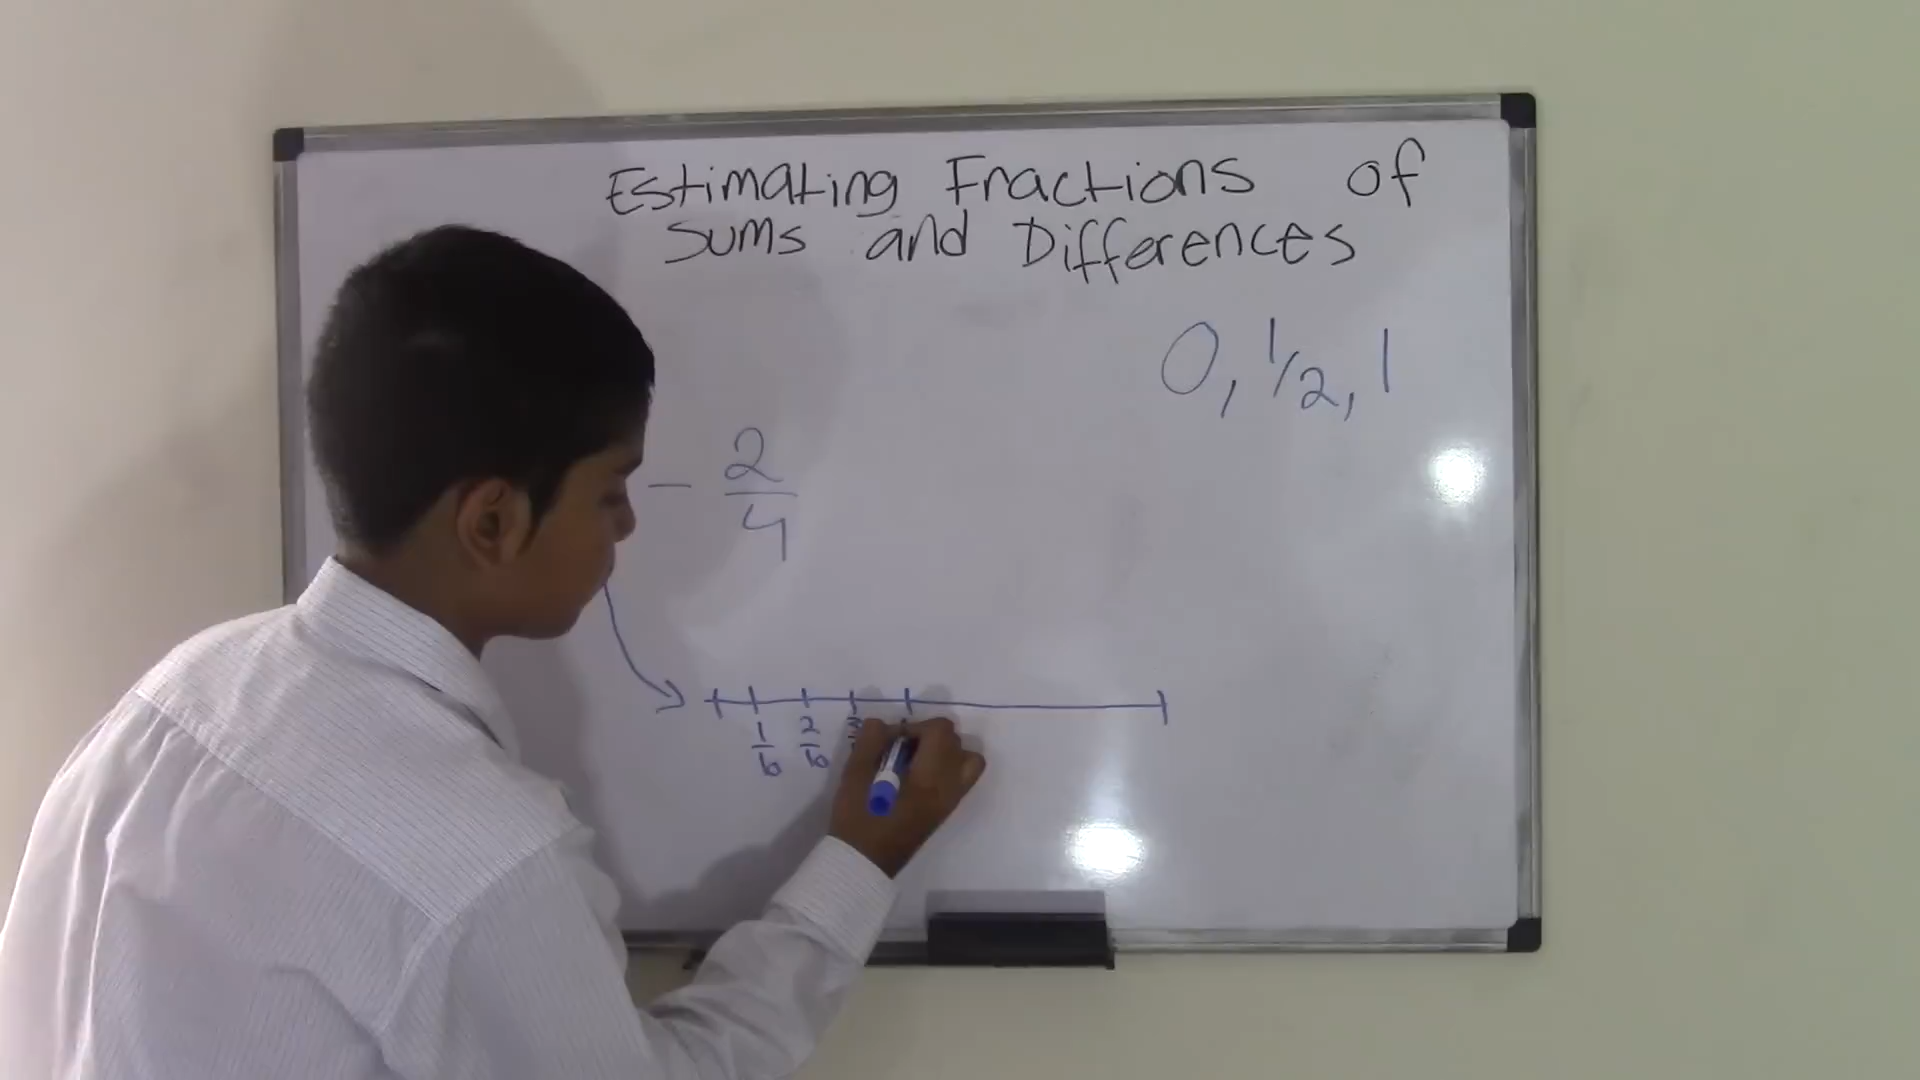 Estimating Fractions of
Sums and Differences
0, 1/2, 1
- 2/4
1/6 2/6